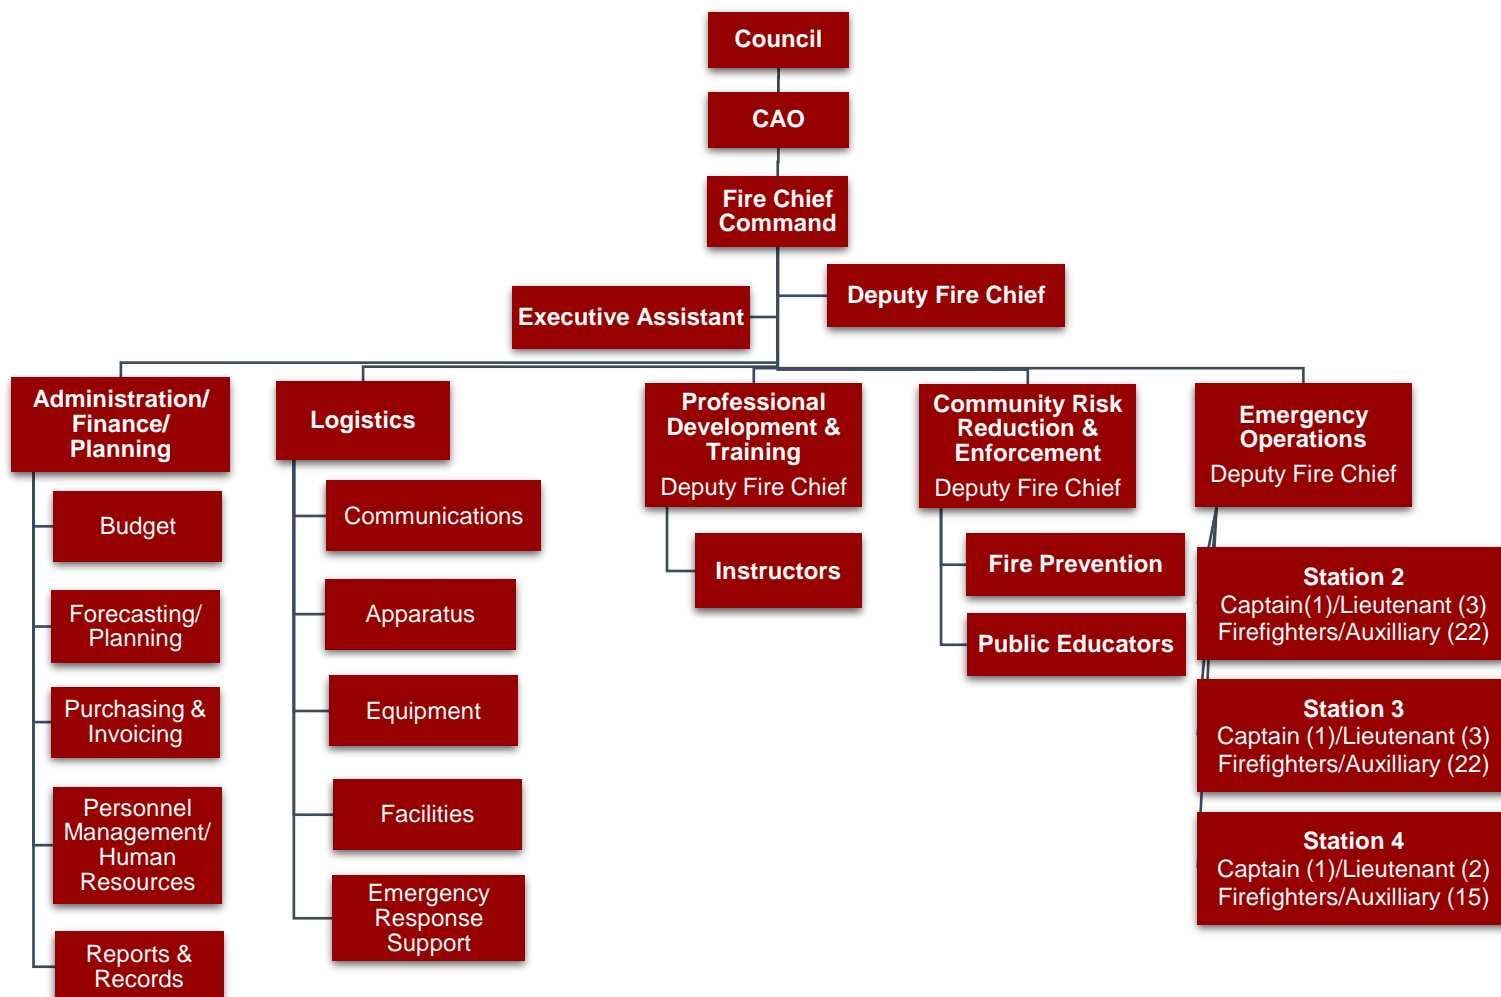 Council
CAO
Fire Chief
Command
Executive Assistant
Deputy Fire Chief
Administration/
Finance/
Planning
Budget
Forecasting/
Planning
Purchasing &
Invoicing
Personnel
Management/
Human
Resources
Reports &
Records
Logistics
Communications
Apparatus
Equipment
Facilities
Emergency
Response
Support
Professional
Development &
Training
Deputy Fire Chief
Instructors
Community Risk
Reduction &
Enforcement
Deputy Fire Chief
Fire Prevention
Public Educators
Emergency
Operations
Deputy Fire Chief
Station 2
Captain(1)/Lieutenant (3)
Firefighters/Auxilliary (22)
Station 3
Captain (1)/Lieutenant (3)
Firefighters/Auxilliary (22)
Station 4
Captain (1)/Lieutenant (2)
Firefighters/Auxilliary (15)